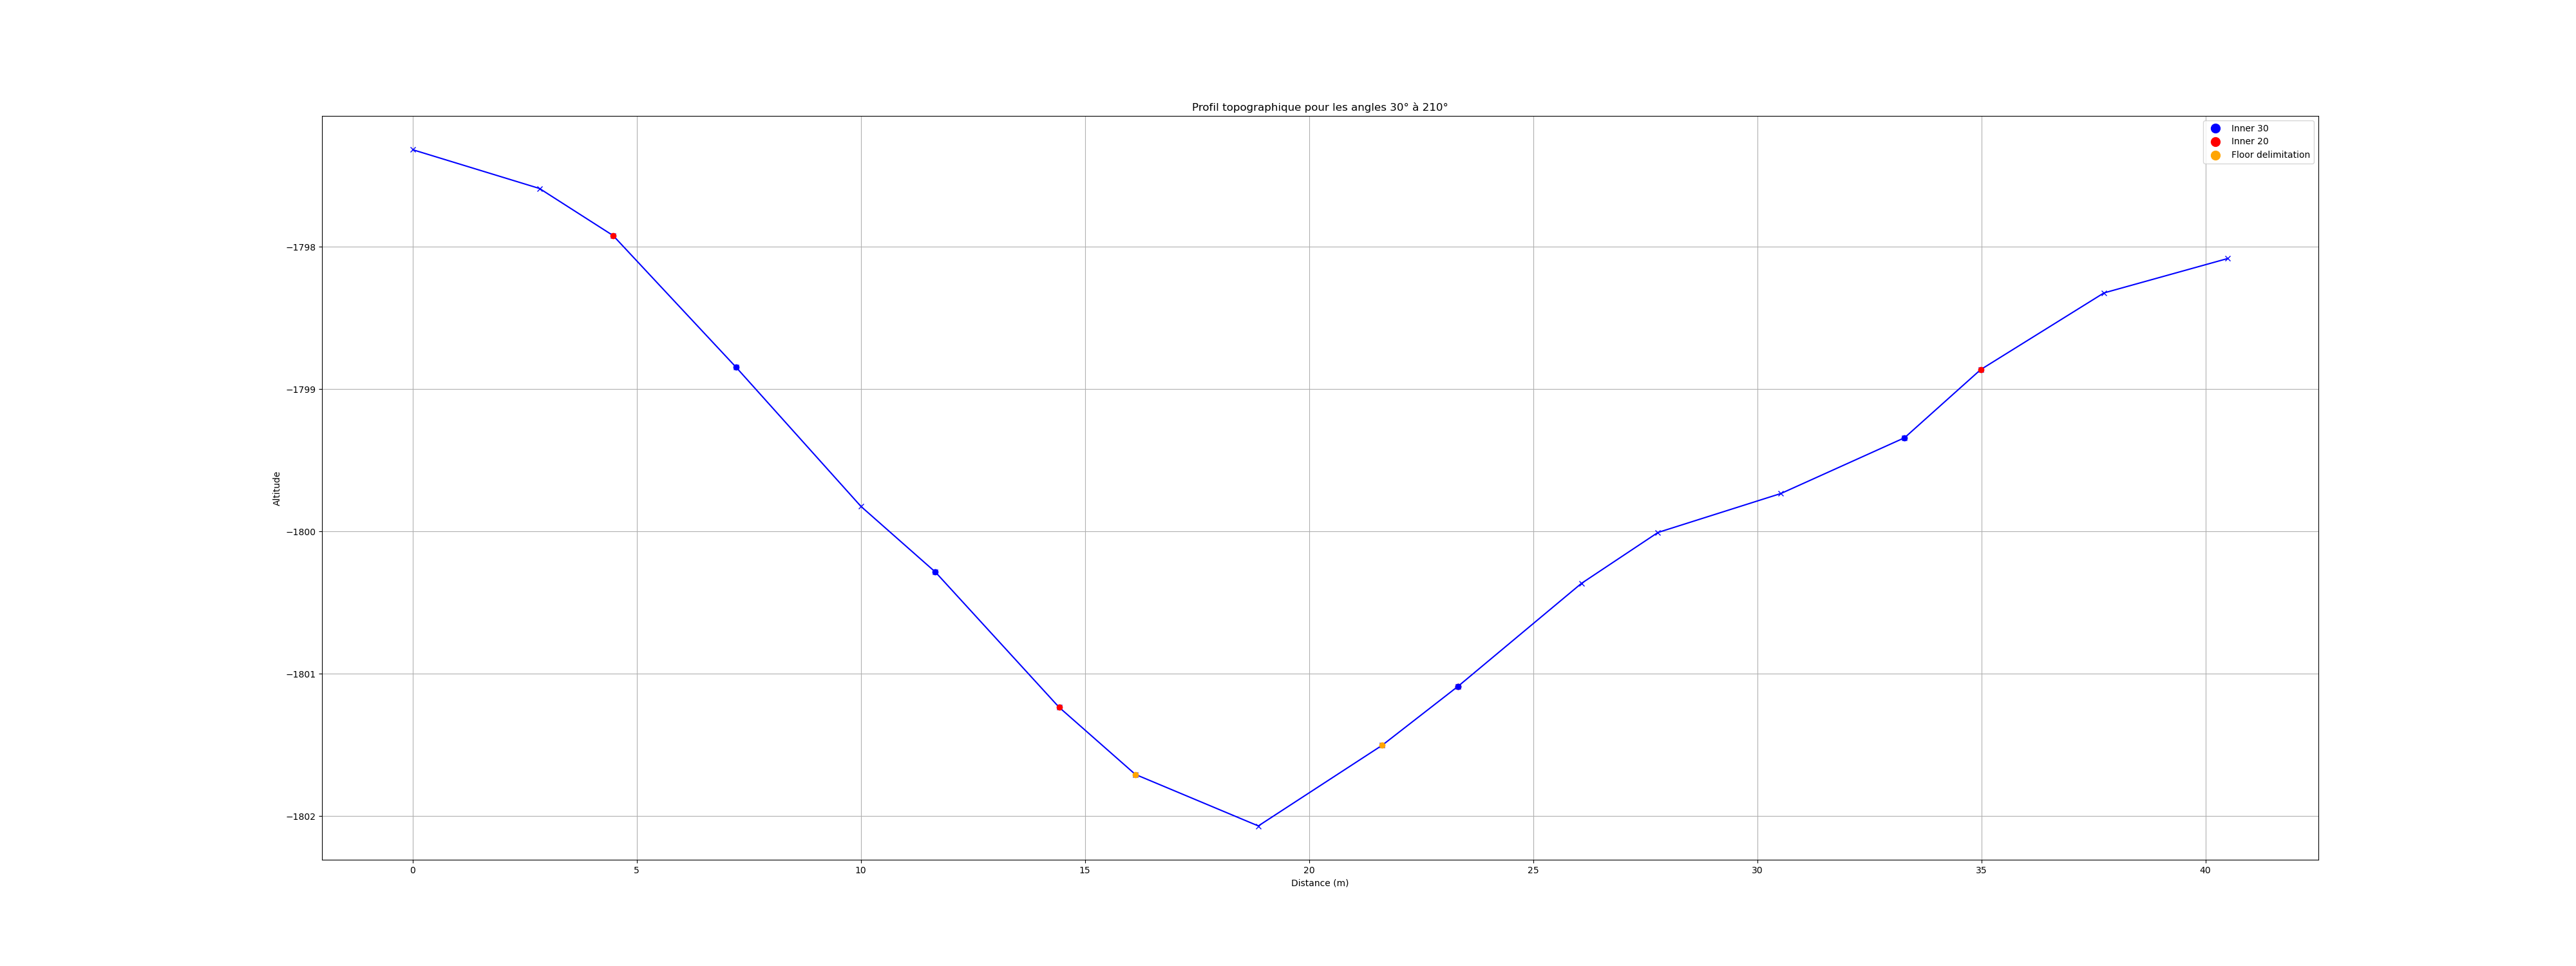 Profil topographique pour les angles 30° à 210°
Inner 30
Inner 20
Floor delimitation
Altitude
−1798
−1799
−1800
−1801
−1802
0 5 10 15 20 25 30 35 40
Distance (m)